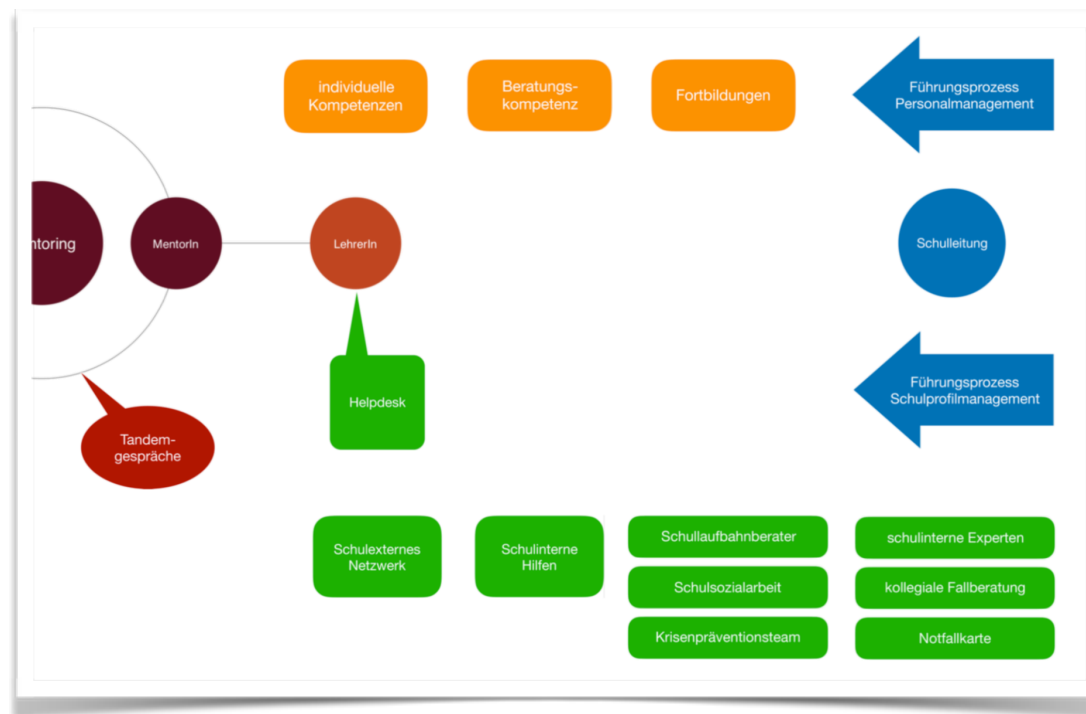 individuelle
Kompetenzen
Beratungs-
kompetenz
Fortbildungen
Führungsprozess
Personalmanagement
ntoring
MentorIn
LehrerIn
Schulleitung
Helpdesk
Führungsprozess
Schulprofilmanagement
Tandem-
gespräche
Schulexternes
Netzwerk
Schulinterne
Hilfen
Schullaufbahnberater
schulinterne Experten
Schulsozialarbeit
kollegiale Fallberatung
Krisenpräventionsteam
Notfallkarte